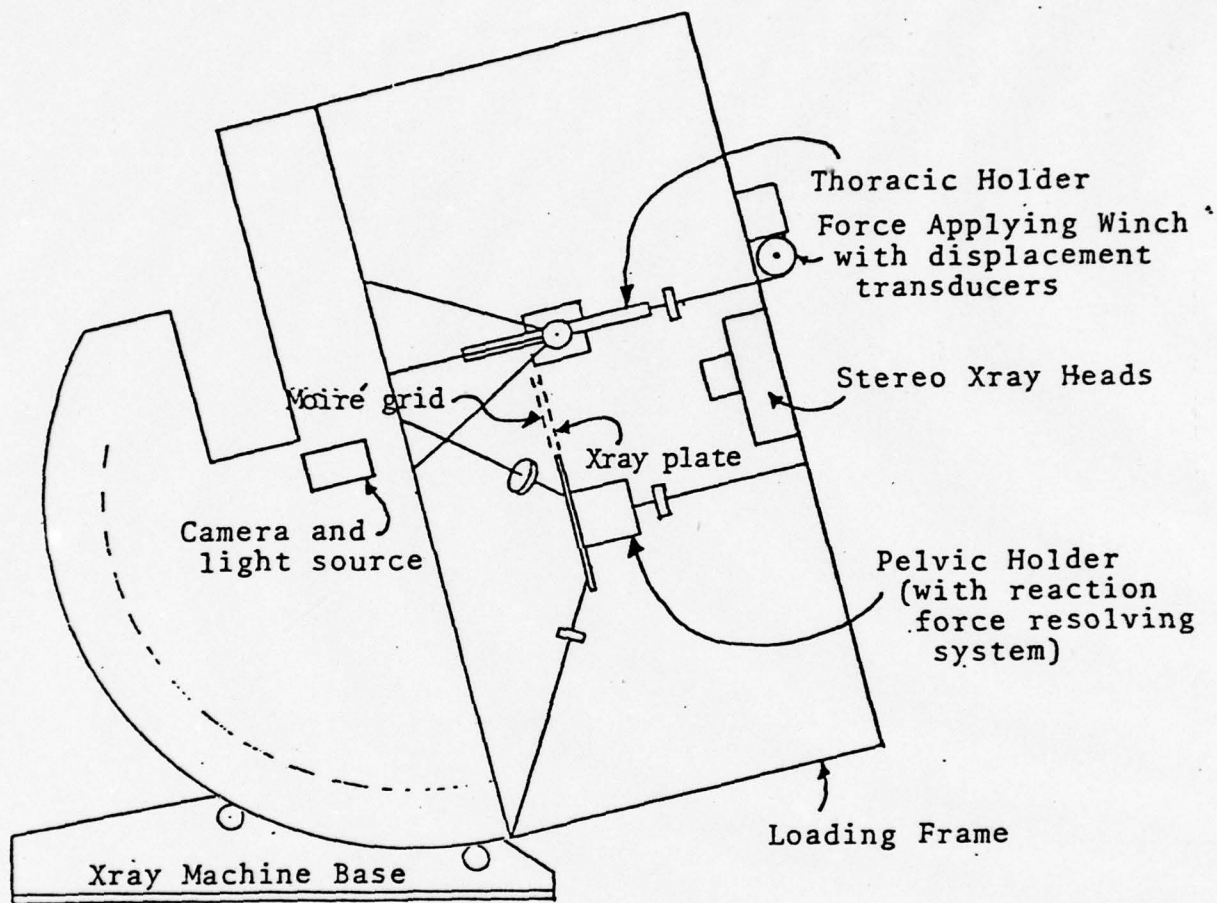 Thoracic Holder
Force Applying Winch
with displacement
transducers
Stereo Xray Heads
Moiré grid
Xray plate
Camera and
light source
Pelvic Holder
(with reaction
force resolving
system)
Loading Frame
Xray Machine Base